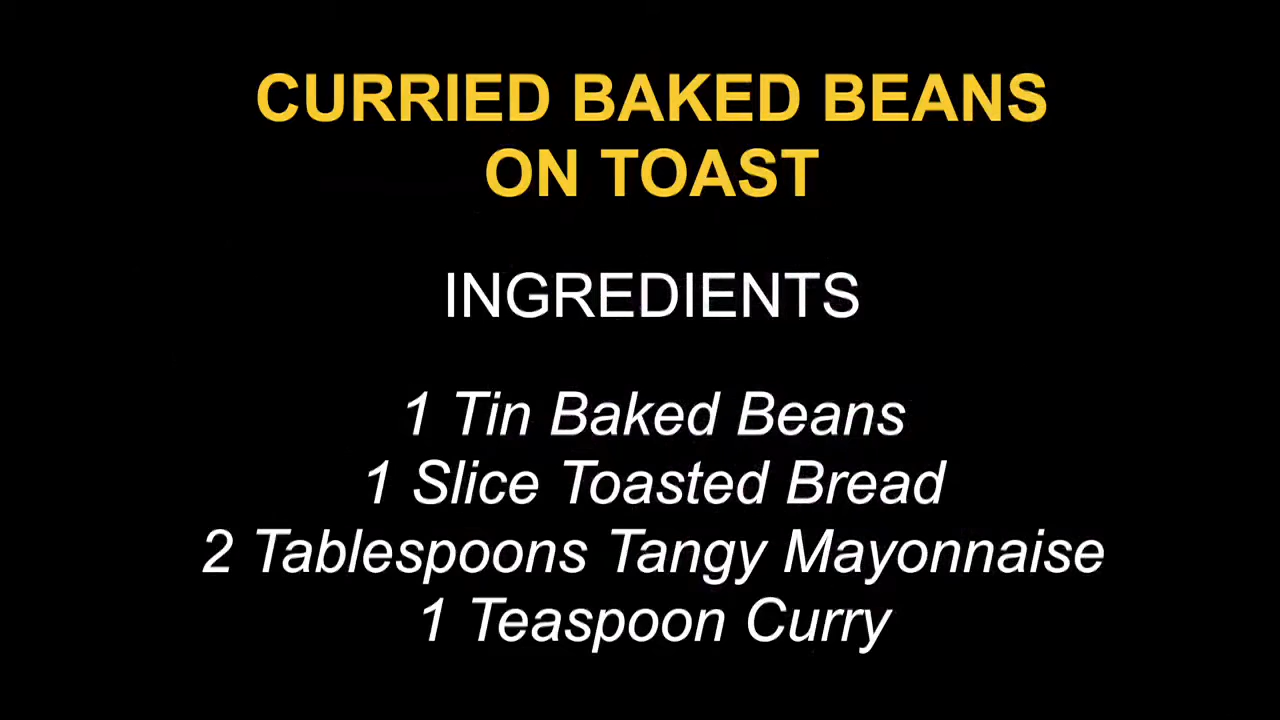 CURRIED BAKED BEANS
ON TOAST
INGREDIENTS
1 Tin Baked Beans
1 Slice Toasted Bread
2 Tablespoons Tangy Mayonnaise
1 Teaspoon Curry